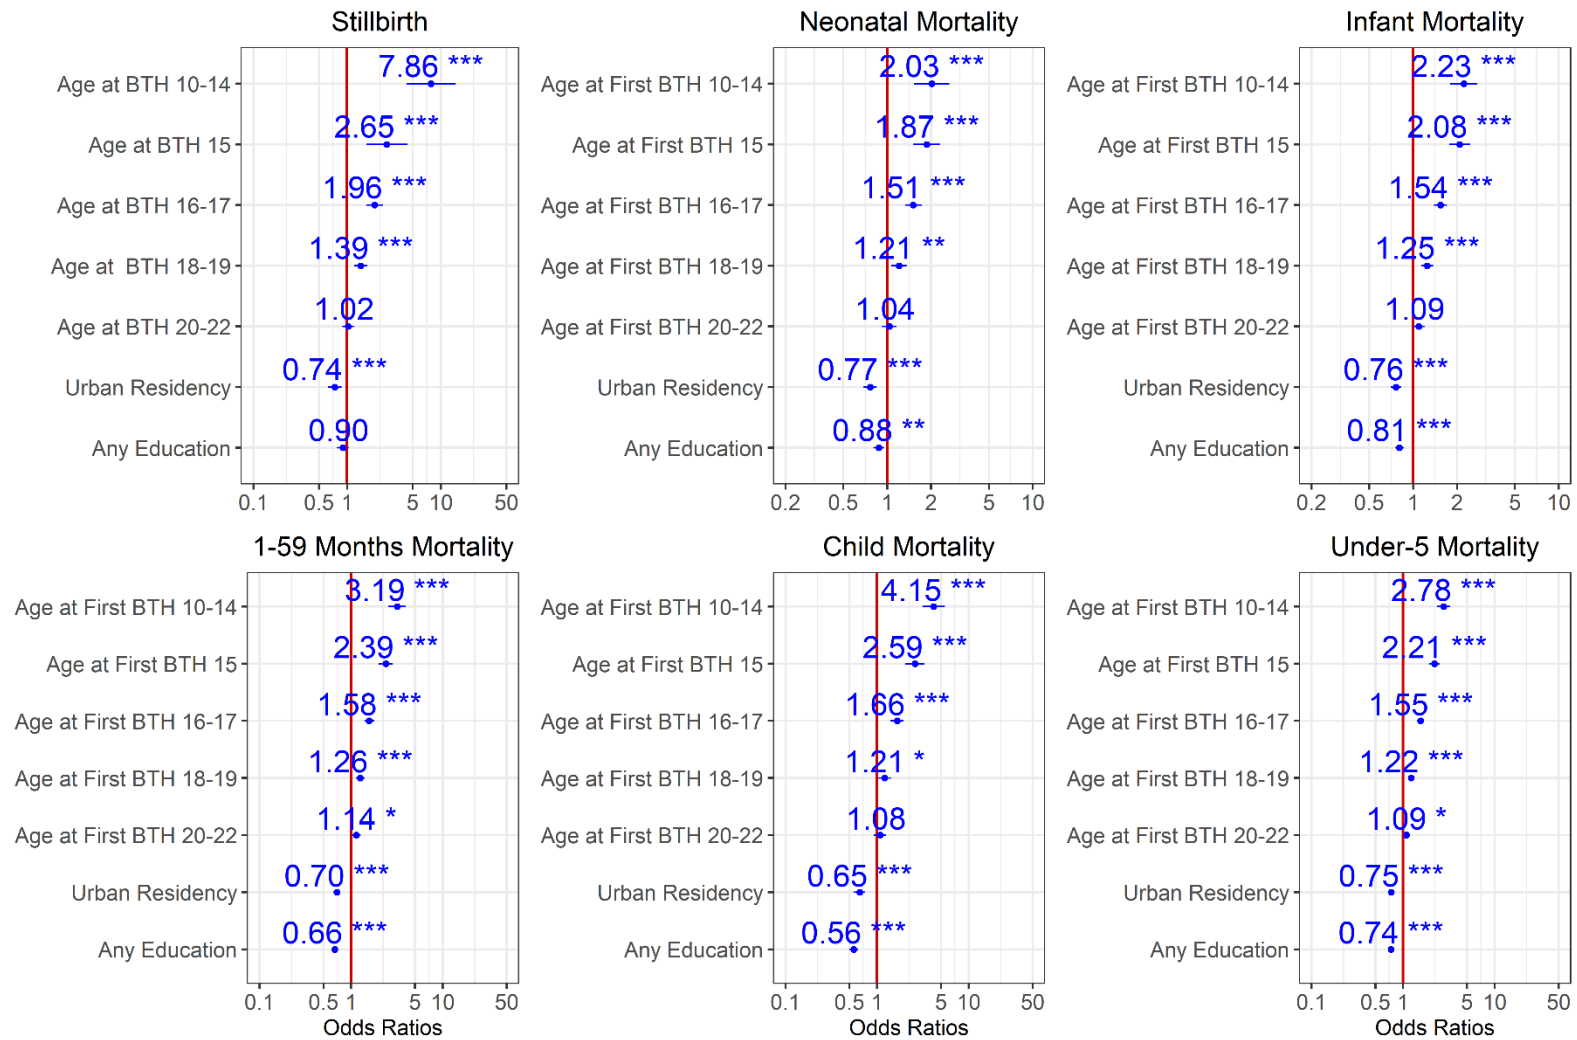 Stillbirth
Age at BTH 10-14
7.86 ***
Age at BTH 15
2.65 ***
Age at BTH 16-17
1.96 ***
Age at  BTH 18-19
1.39 ***
Age at BTH 20-22
1.02
Urban Residency
0.74 ***
Any Education
0.90
0.1 0.5 1 5 10 50
Neonatal Mortality
Age at First BTH 10-14
2.03 ***
Age at First BTH 15
1.87 ***
Age at First BTH 16-17
1.51 ***
Age at First BTH 18-19
1.21 **
Age at First BTH 20-22
1.04
Urban Residency
0.77 ***
Any Education
0.88 **
0.2 0.5 1 2 5 10
Infant Mortality
Age at First BTH 10-14
2.23 ***
Age at First BTH 15
2.08 ***
Age at First BTH 16-17
1.54 ***
Age at First BTH 18-19
1.25 ***
Age at First BTH 20-22
1.09
Urban Residency
0.76 ***
Any Education
0.81 ***
0.2 0.5 1 2 5 10
1-59 Months Mortality
Age at First BTH 10-14
3.19 ***
Age at First BTH 15
2.39 ***
Age at First BTH 16-17
1.58 ***
Age at First BTH 18-19
1.26 ***
Age at First BTH 20-22
1.14 *
Urban Residency
0.70 ***
Any Education
0.66 ***
0.1 0.5 1 5 10 50
Odds Ratios
Child Mortality
Age at First BTH 10-14
4.15 ***
Age at First BTH 15
2.59 ***
Age at First BTH 16-17
1.66 ***
Age at First BTH 18-19
1.21 *
Age at First BTH 20-22
1.08
Urban Residency
0.65 ***
Any Education
0.56 ***
0.1 0.5 1 5 10 50
Odds Ratios
Under-5 Mortality
Age at First BTH 10-14
2.78 ***
Age at First BTH 15
2.21 ***
Age at First BTH 16-17
1.55 ***
Age at First BTH 18-19
1.22 ***
Age at First BTH 20-22
1.09 *
Urban Residency
0.75 ***
Any Education
0.74 ***
0.1 0.5 1 5 10 50
Odds Ratios